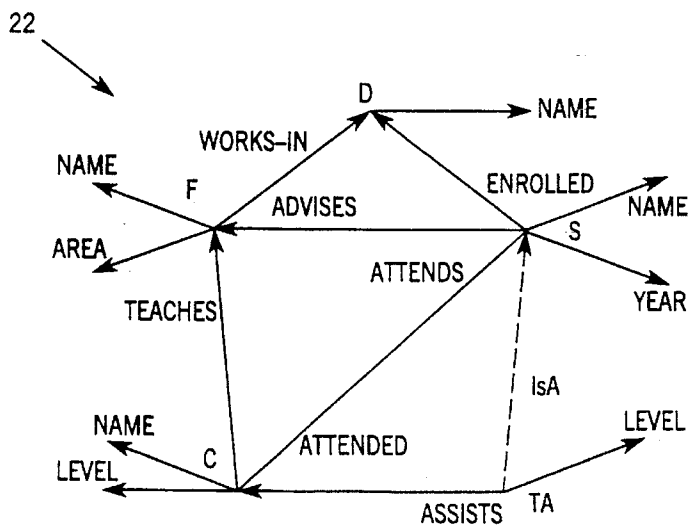 22
D
NAME
WORKS-IN
NAME
F
ENROLLED
ADVISES
NAME
AREA
S
ATTENDS
YEAR
TEACHES
IsA
LEVEL
NAME
C
ATTENDED
LEVEL
ASSISTS
TA